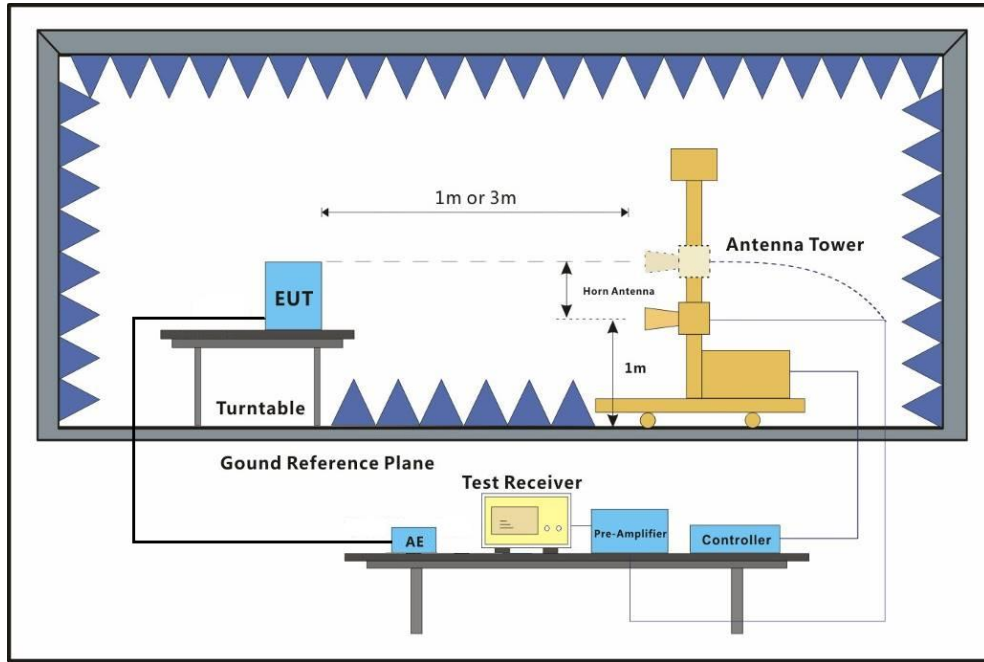 1m or 3m
Antenna Tower
EUT
Horn Antenna
1m
Turntable
Gound Reference Plane
Test Receiver
AE
Pre-Amplifier
Controller